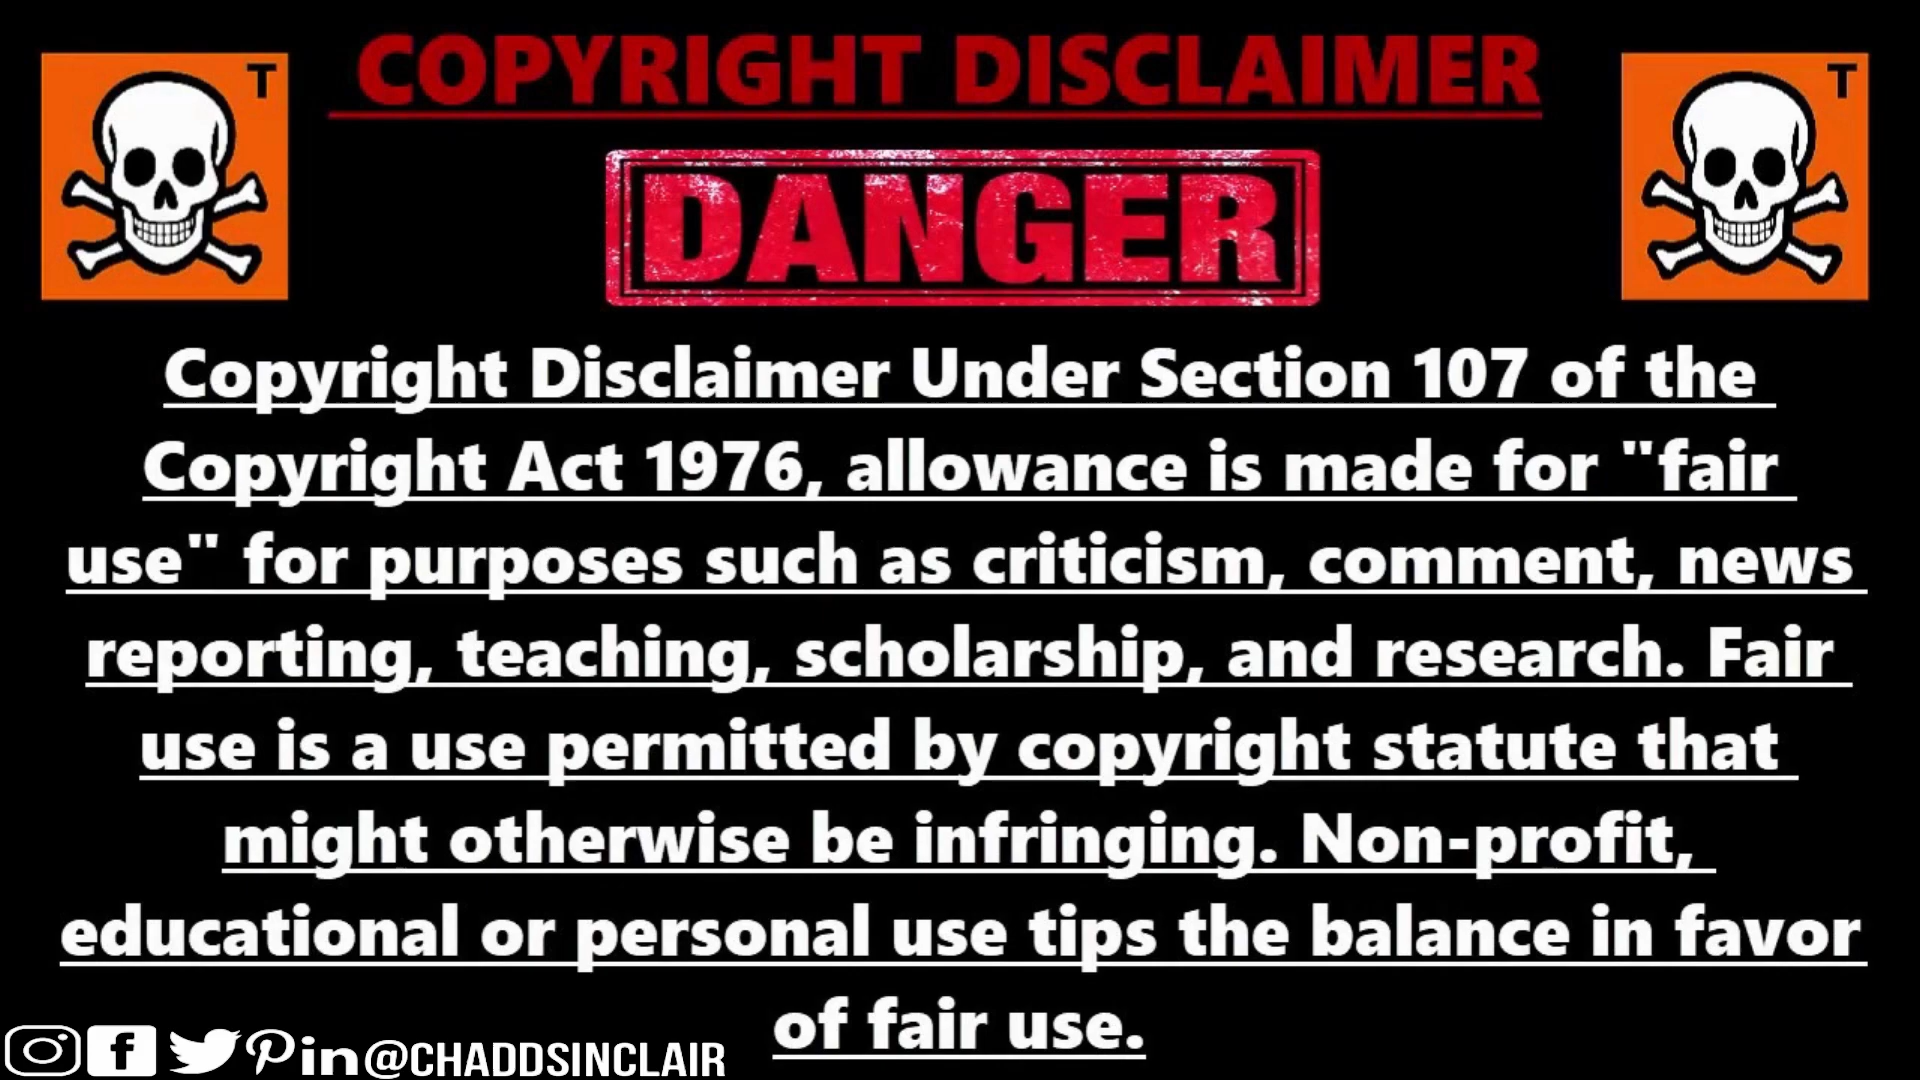 T
COPYRIGHT DISCLAIMER
T
DANGER
Copyright Disclaimer Under Section 107 of the
Copyright Act 1976, allowance is made for "fair
use" for purposes such as criticism, comment, news
reporting, teaching, scholarship, and research. Fair
use is a use permitted by copyright statute that
might otherwise be infringing. Non-profit,
educational or personal use tips the balance in favor
of fair use.
in@CHADDSINCLAIR